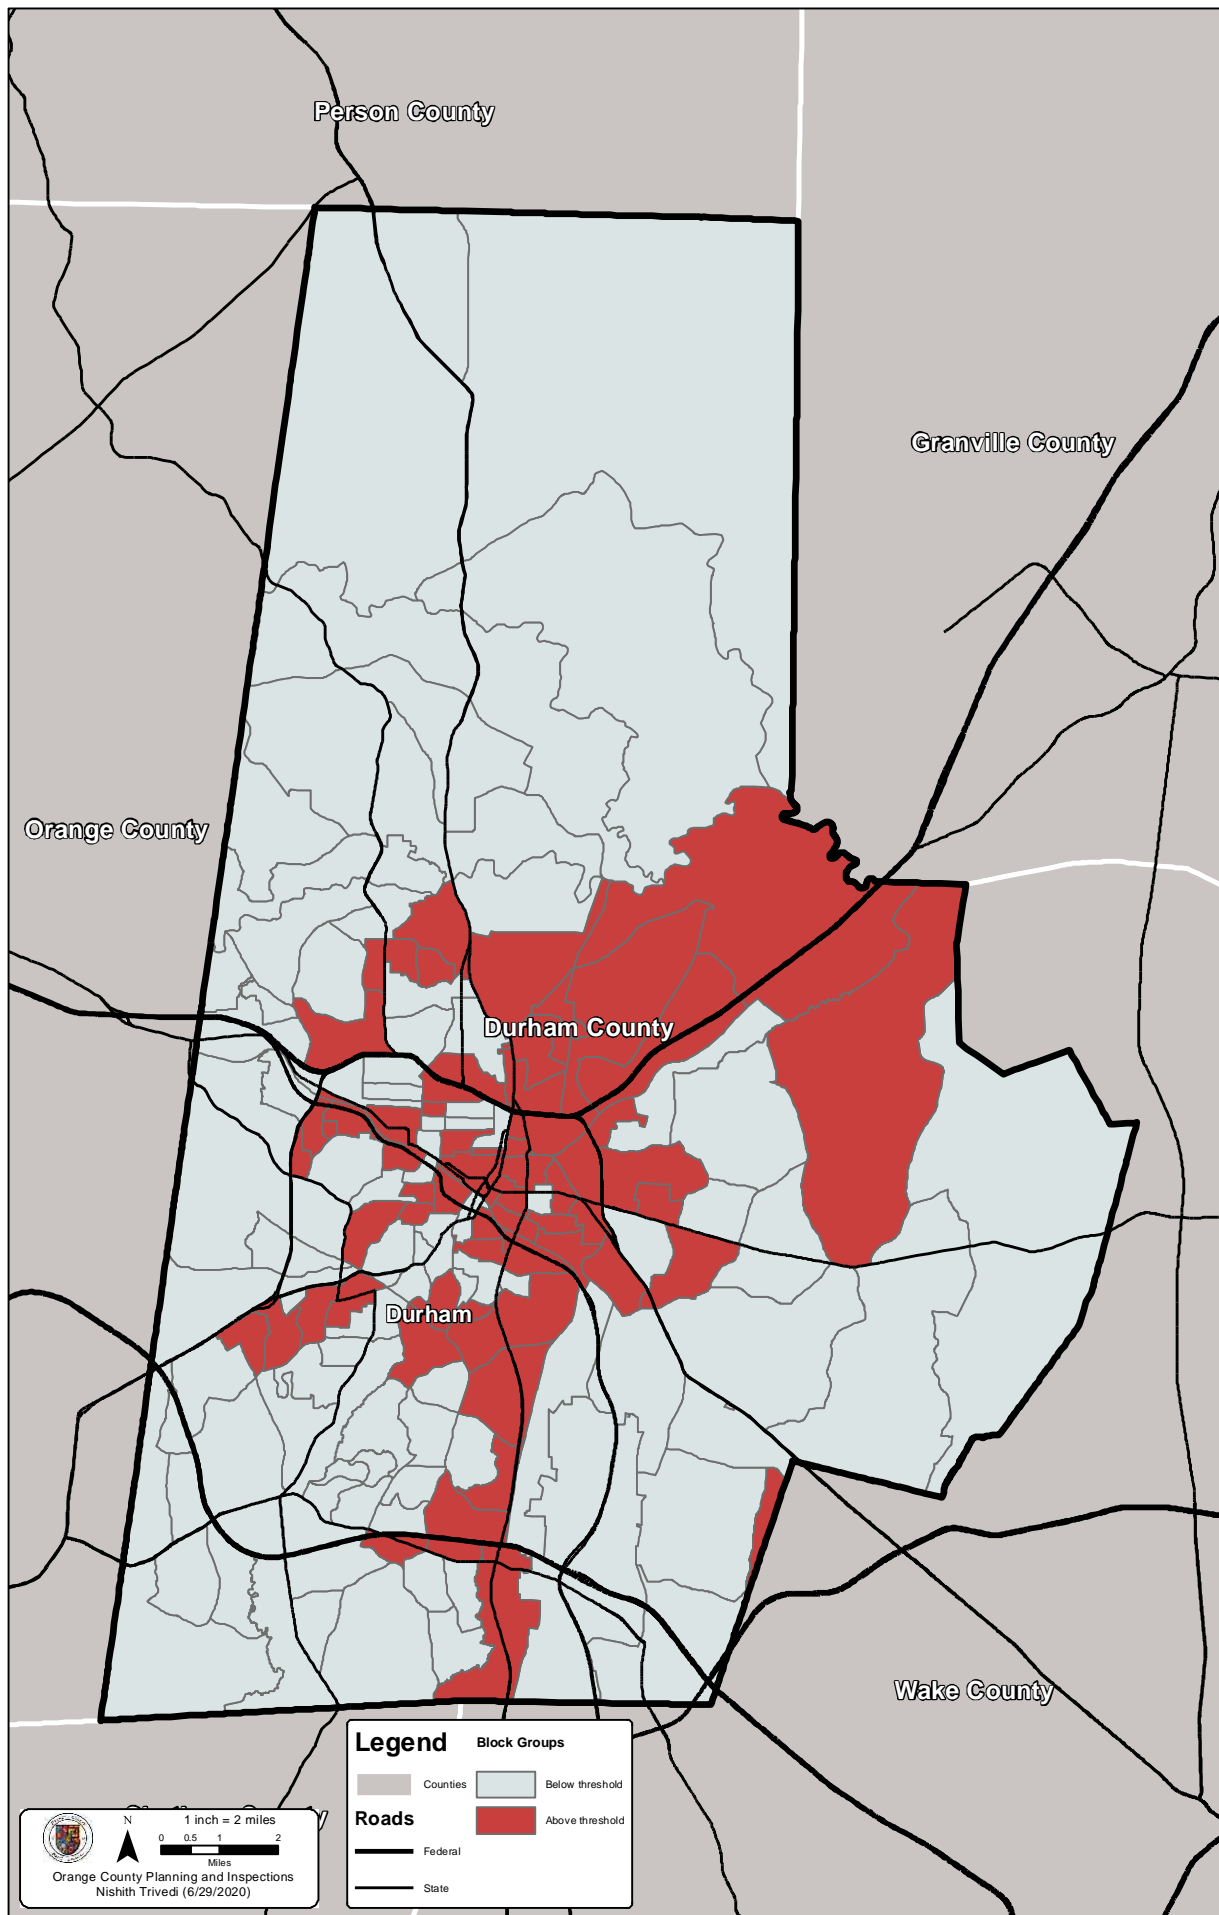 Person County
Granville County
Orange County
Durham County
Durham
Wake County
Legend
Block Groups
Counties
Below threshold
Roads
Above threshold
Federal
State
N
1 inch = 2 miles
0 0.5 1 2
Miles
Orange County Planning and Inspections
Nishith Trivedi (6/29/2020)